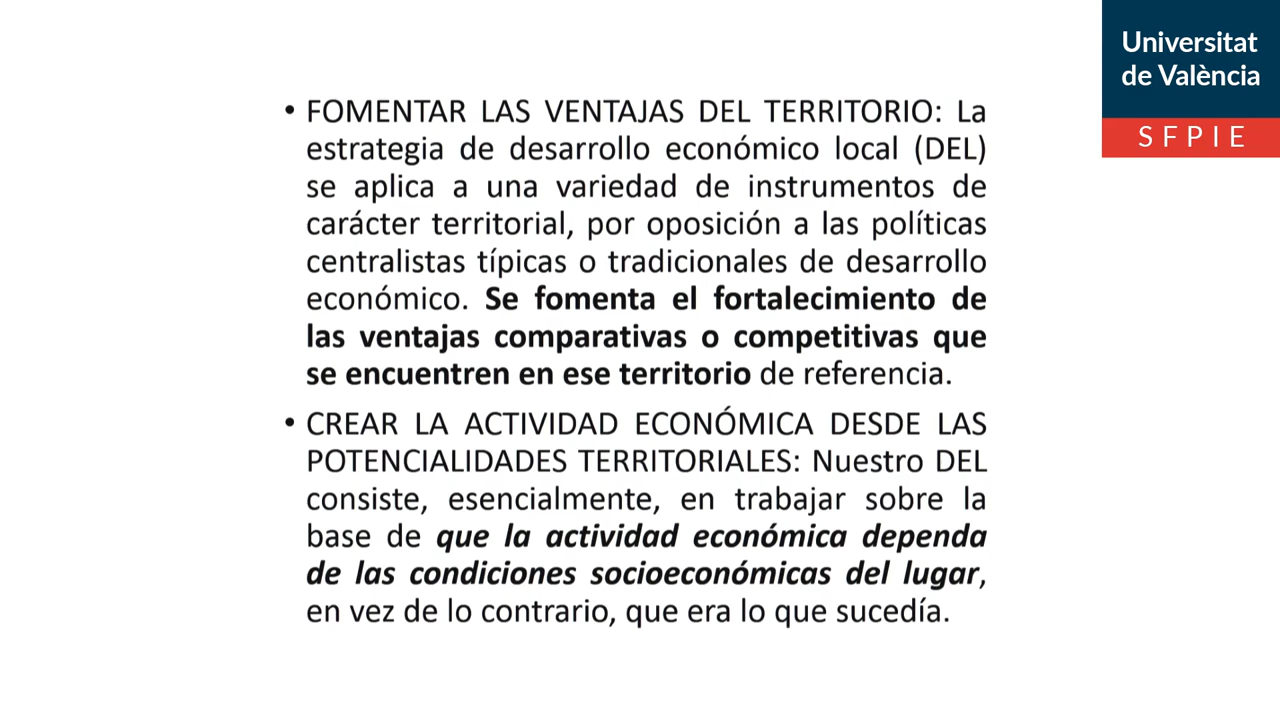 Universitat
de València
SFPIE
• FOMENTAR LAS VENTAJAS DEL TERRITORIO: La
estrategia de desarrollo económico local (DEL)
se aplica a una variedad de instrumentos de
carácter territorial, por oposición a las políticas
centralistas típicas o tradicionales de desarrollo
económico. Se fomenta el fortalecimiento de
las ventajas comparativas o competitivas que
se encuentren en ese territorio de referencia.
• CREAR LA ACTIVIDAD ECONÓMICA DESDE LAS
POTENCIALIDADES TERRITORIALES: Nuestro DEL
consiste, esencialmente, en trabajar sobre la
base de que la actividad económica dependa
de las condiciones socioeconómicas del lugar,
en vez de lo contrario, que era lo que sucedía.